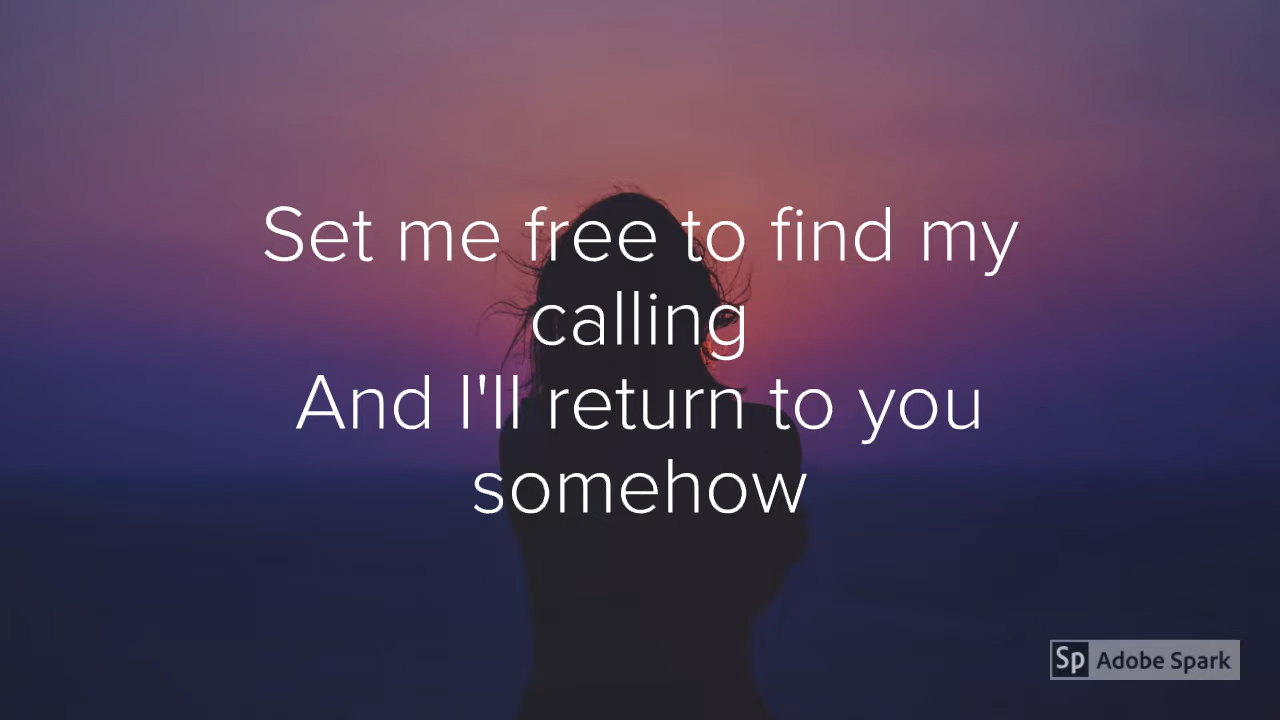 Set me free to find my
calling
And I'll return to you
somehow
Sp Adobe Spark